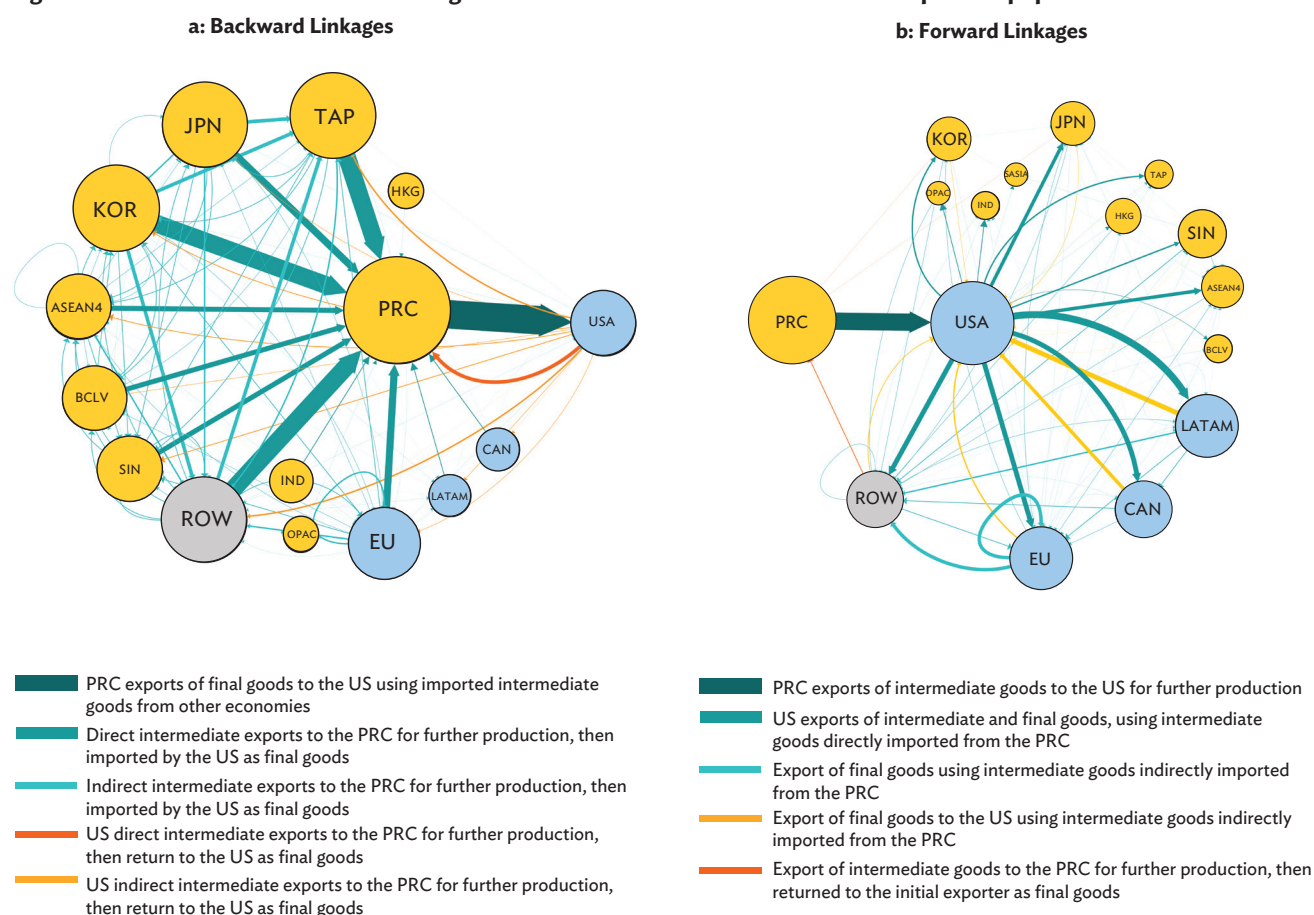 a: Backward Linkages
JPN
TAP
HKG
KOR
ASEAN4
PRC
USA
BCLV
SIN
CAN
IND
LATAM
ROW
OPAC
EU
PRC exports of final goods to the US using imported intermediate
goods from other economies
Direct intermediate exports to the PRC for further production, then
imported by the US as final goods
Indirect intermediate exports to the PRC for further production, then
imported by the US as final goods
US direct intermediate exports to the PRC for further production,
then return to the US as final goods
US indirect intermediate exports to the PRC for further production,
then return to the US as final goods
b: Forward Linkages
JPN
KOR
SASIA
TAP
OPAC
IND
HKG
SIN
ASEAN4
PRC
USA
BCLV
LATAM
ROW
CAN
EU
PRC exports of intermediate goods to the US for further production
US exports of intermediate and final goods, using intermediate
goods directly imported from the PRC
Export of final goods using intermediate goods indirectly imported
from the PRC
Export of final goods to the US using intermediate goods indirectly
imported from the PRC
Export of intermediate goods to the PRC for further production, then
returned to the initial exporter as final goods